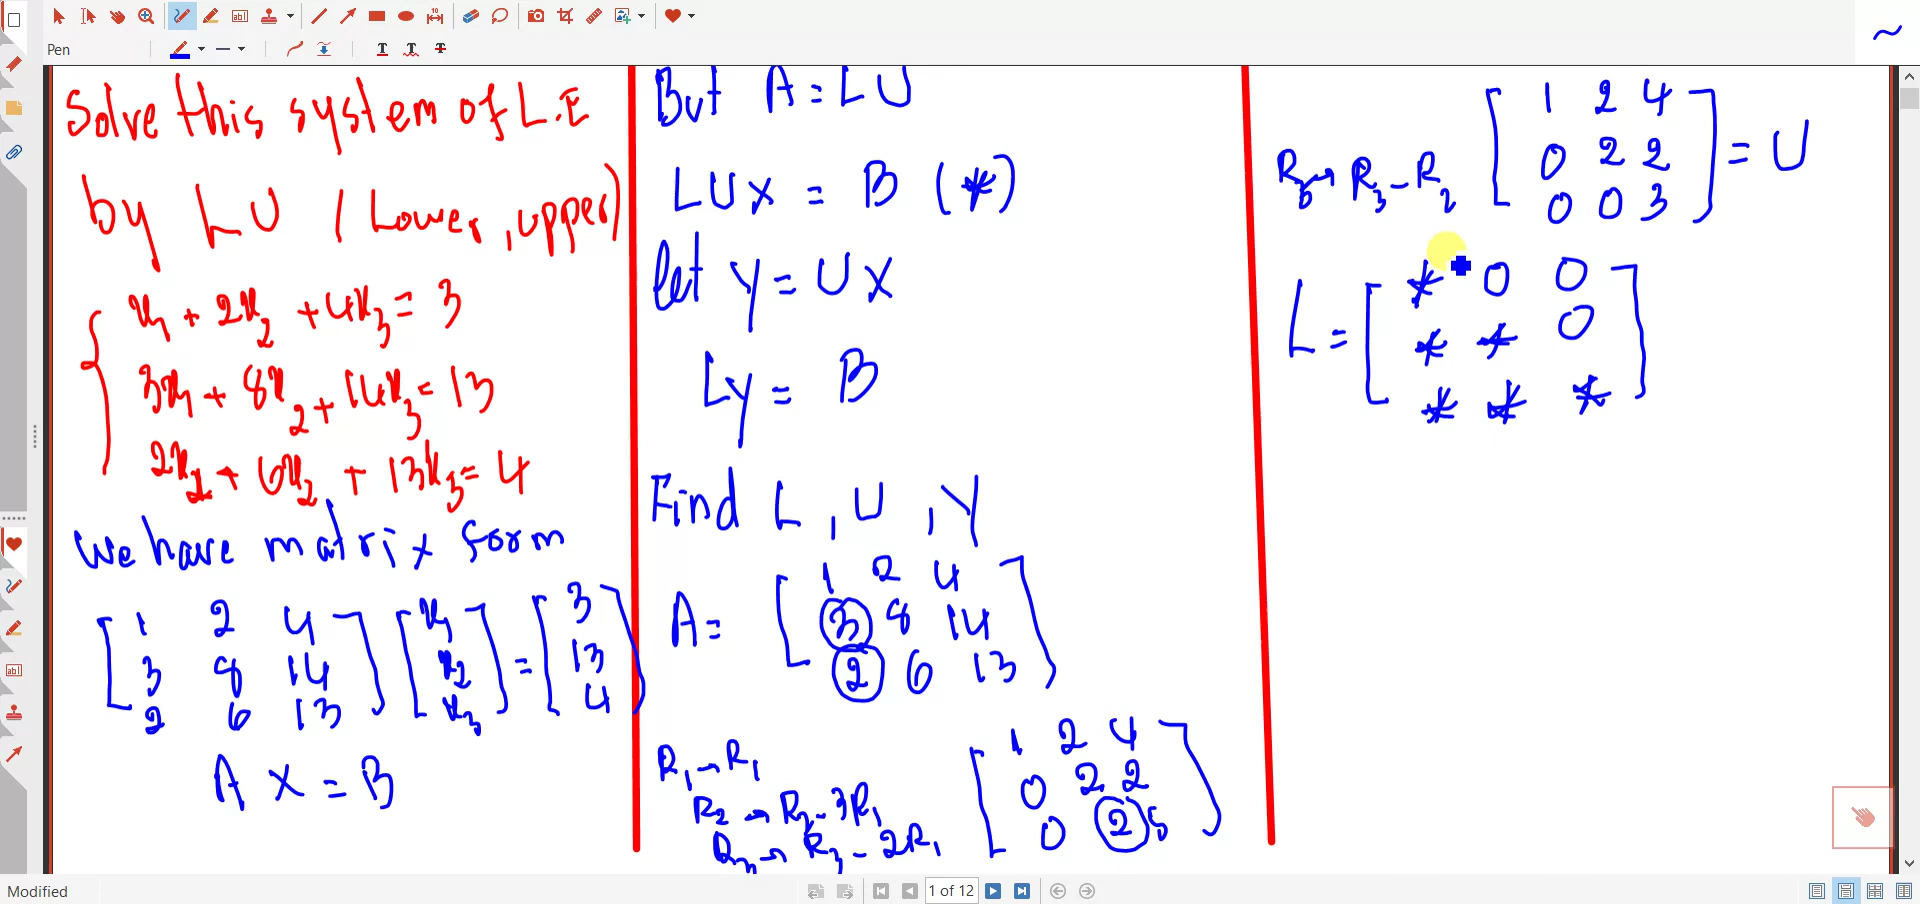 Pen
Solve this system of L.E
by LU (Lower, upper)
x₁ + 2x₂ + 4x₃ = 3
3x₁ + 8x₂ + 14x₃ = 13
2x₂ + 6x₂ + 13x₃ = 4
We have matrix form
1 2 4 x₁ 3
3 8 14 x₂ = 13
2 6 13 x₃ 4
A X = B
But A = LU
LUX = B (*)
let Y = UX
LY = B
Find L, U, Y
1 2 4
A = 3 8 14
2 6 13
R₁ → R₁ 1 2 4
R₂ → R₂ - 3R₁ 0 2 2
R₃ → R₃ - 2R₁ 0 2 5
1 2 4
R₃ → R₃ - R₂ 0 2 2 = U
0 0 3
* 0 0
L = * * 0
* * *
Modified
1 of 12